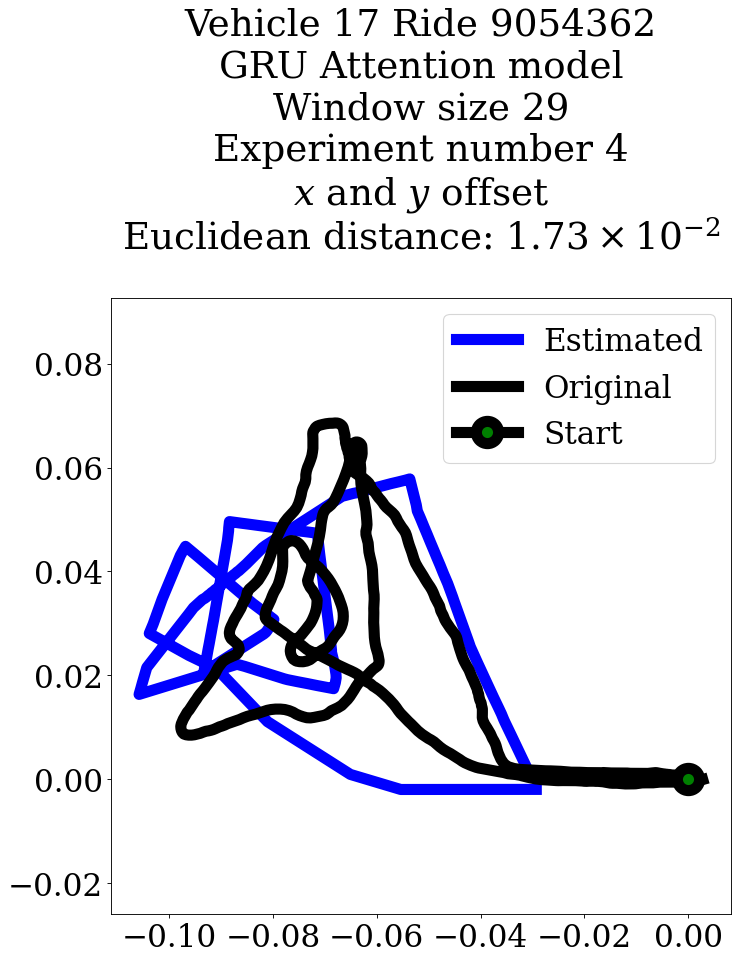 Vehicle 17 Ride 9054362
GRU Attention model
Window size 29
Experiment number 4
x and y offset
Euclidean distance: 1.73 × 10⁻²
Estimated
Original
Start
0.08
0.06
0.04
0.02
0.00
−0.02
−0.10 −0.08 −0.06 −0.04 −0.02 0.00